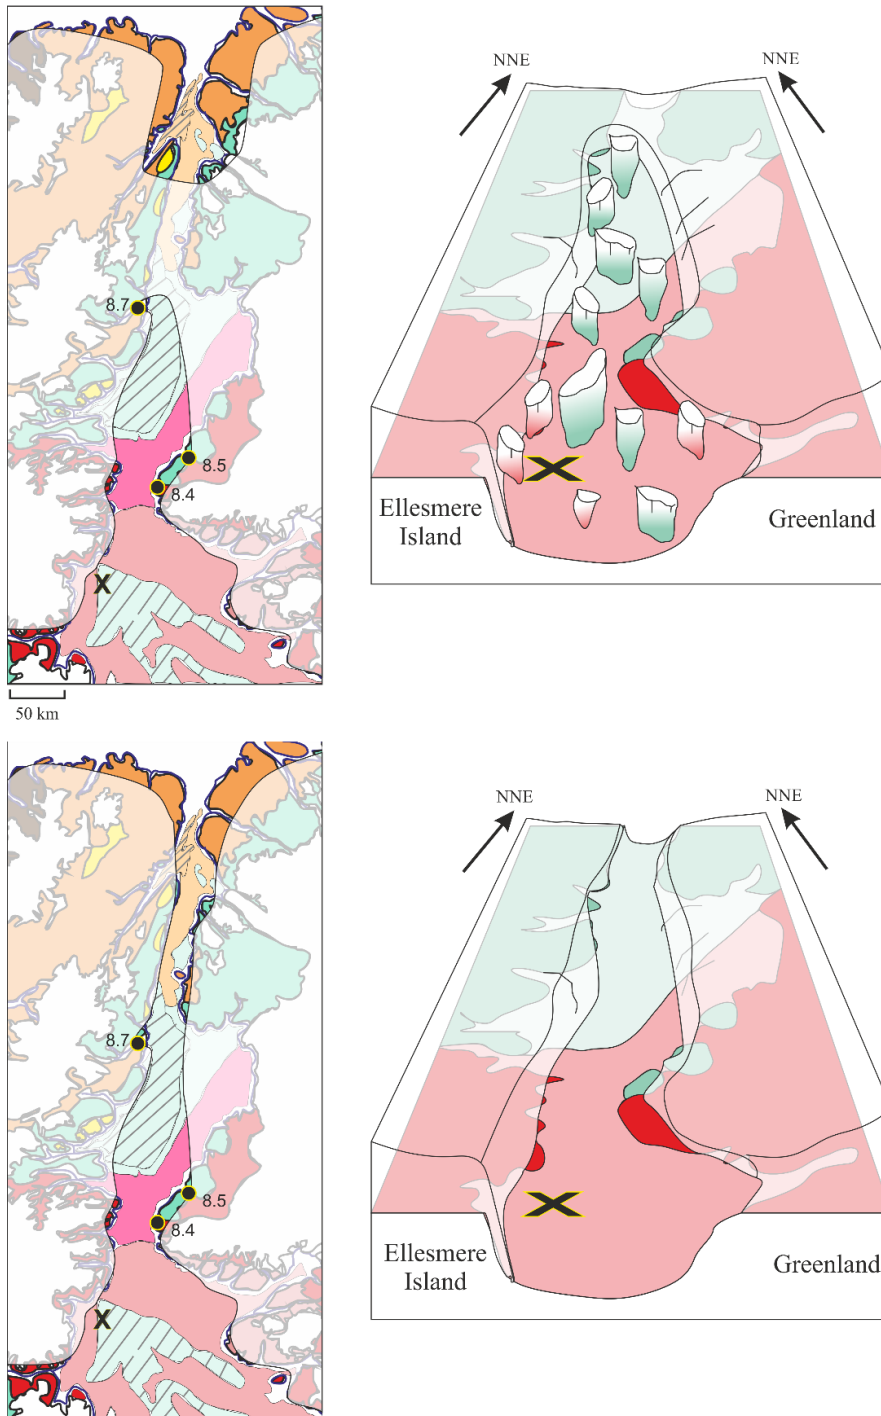 NNE
NNE
8.7
8.5
8.4
X
Ellesmere
Island
Greenland
50 km
NNE
NNE
8.7
8.5
8.4
X
Ellesmere
Island
Greenland